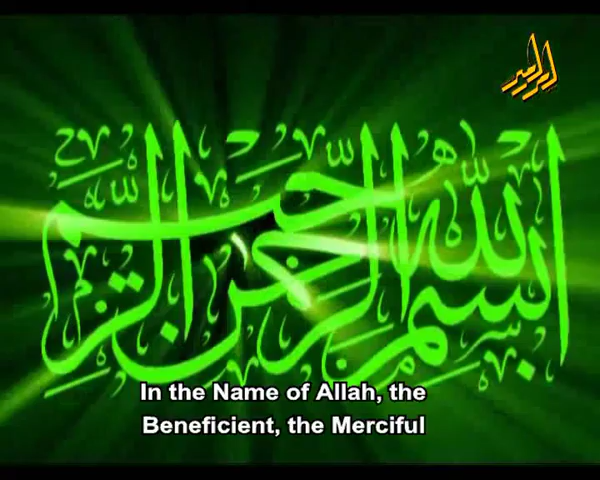 بسم الله الرحمن الرحيم
In the Name of Allah, the
Beneficient, the Merciful